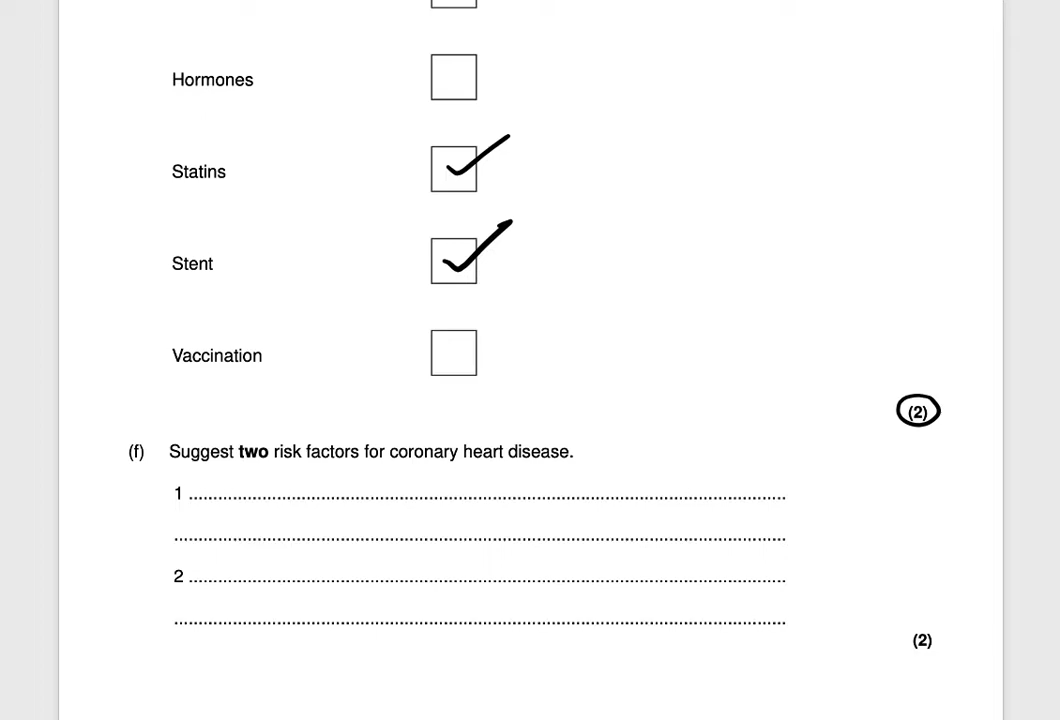 Hormones
Statins
Stent
Vaccination
(2)
(f) Suggest two risk factors for coronary heart disease.
1 ................................................................................
................................................................................
2 ................................................................................
................................................................................
(2)